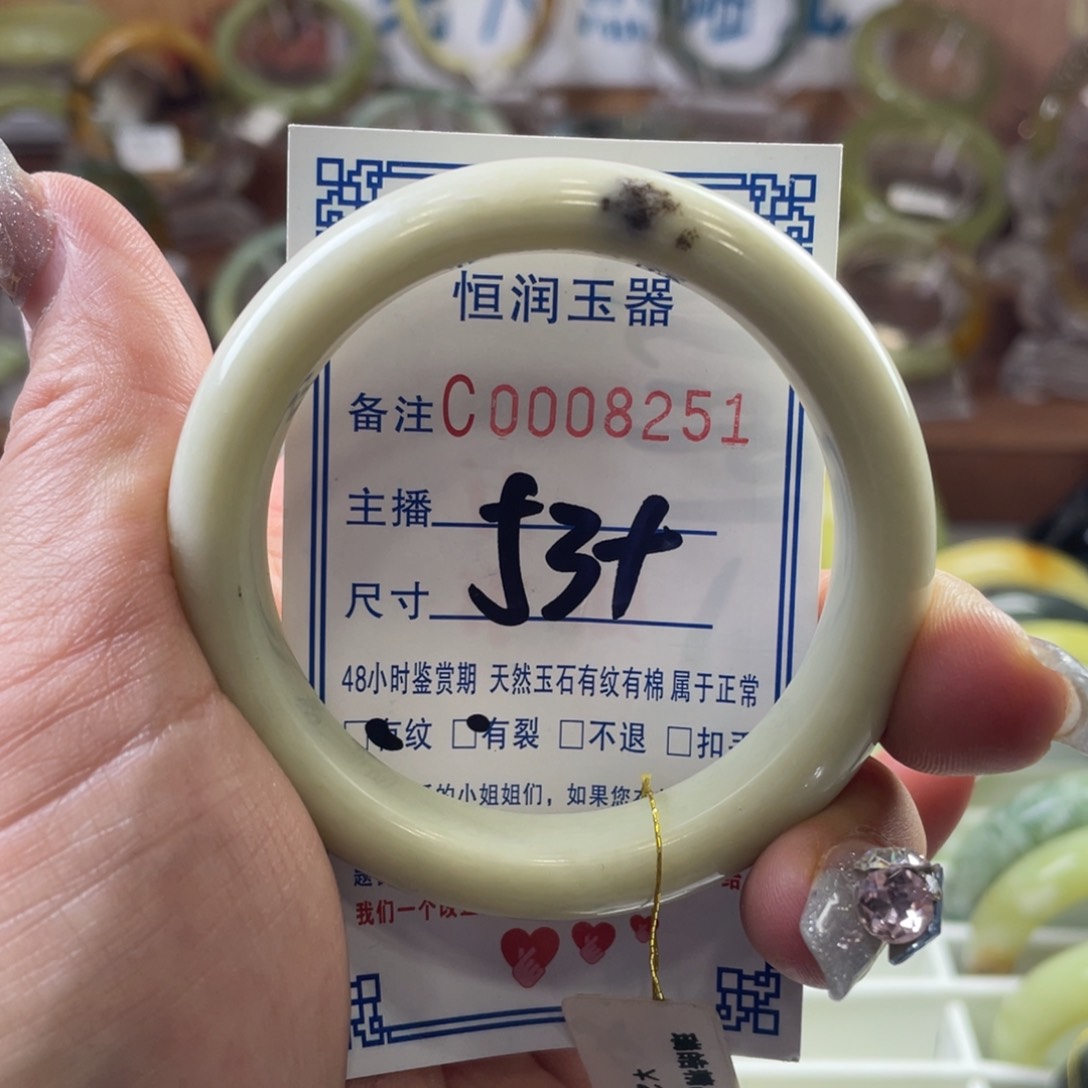 恒润玉器
备注C0008251
主播
53+
尺寸
48小时鉴赏期 天然玉石有纹有棉属于正常
□有纹 □有裂 □不退 □扣
的小姐姐们，如果您
我们一个